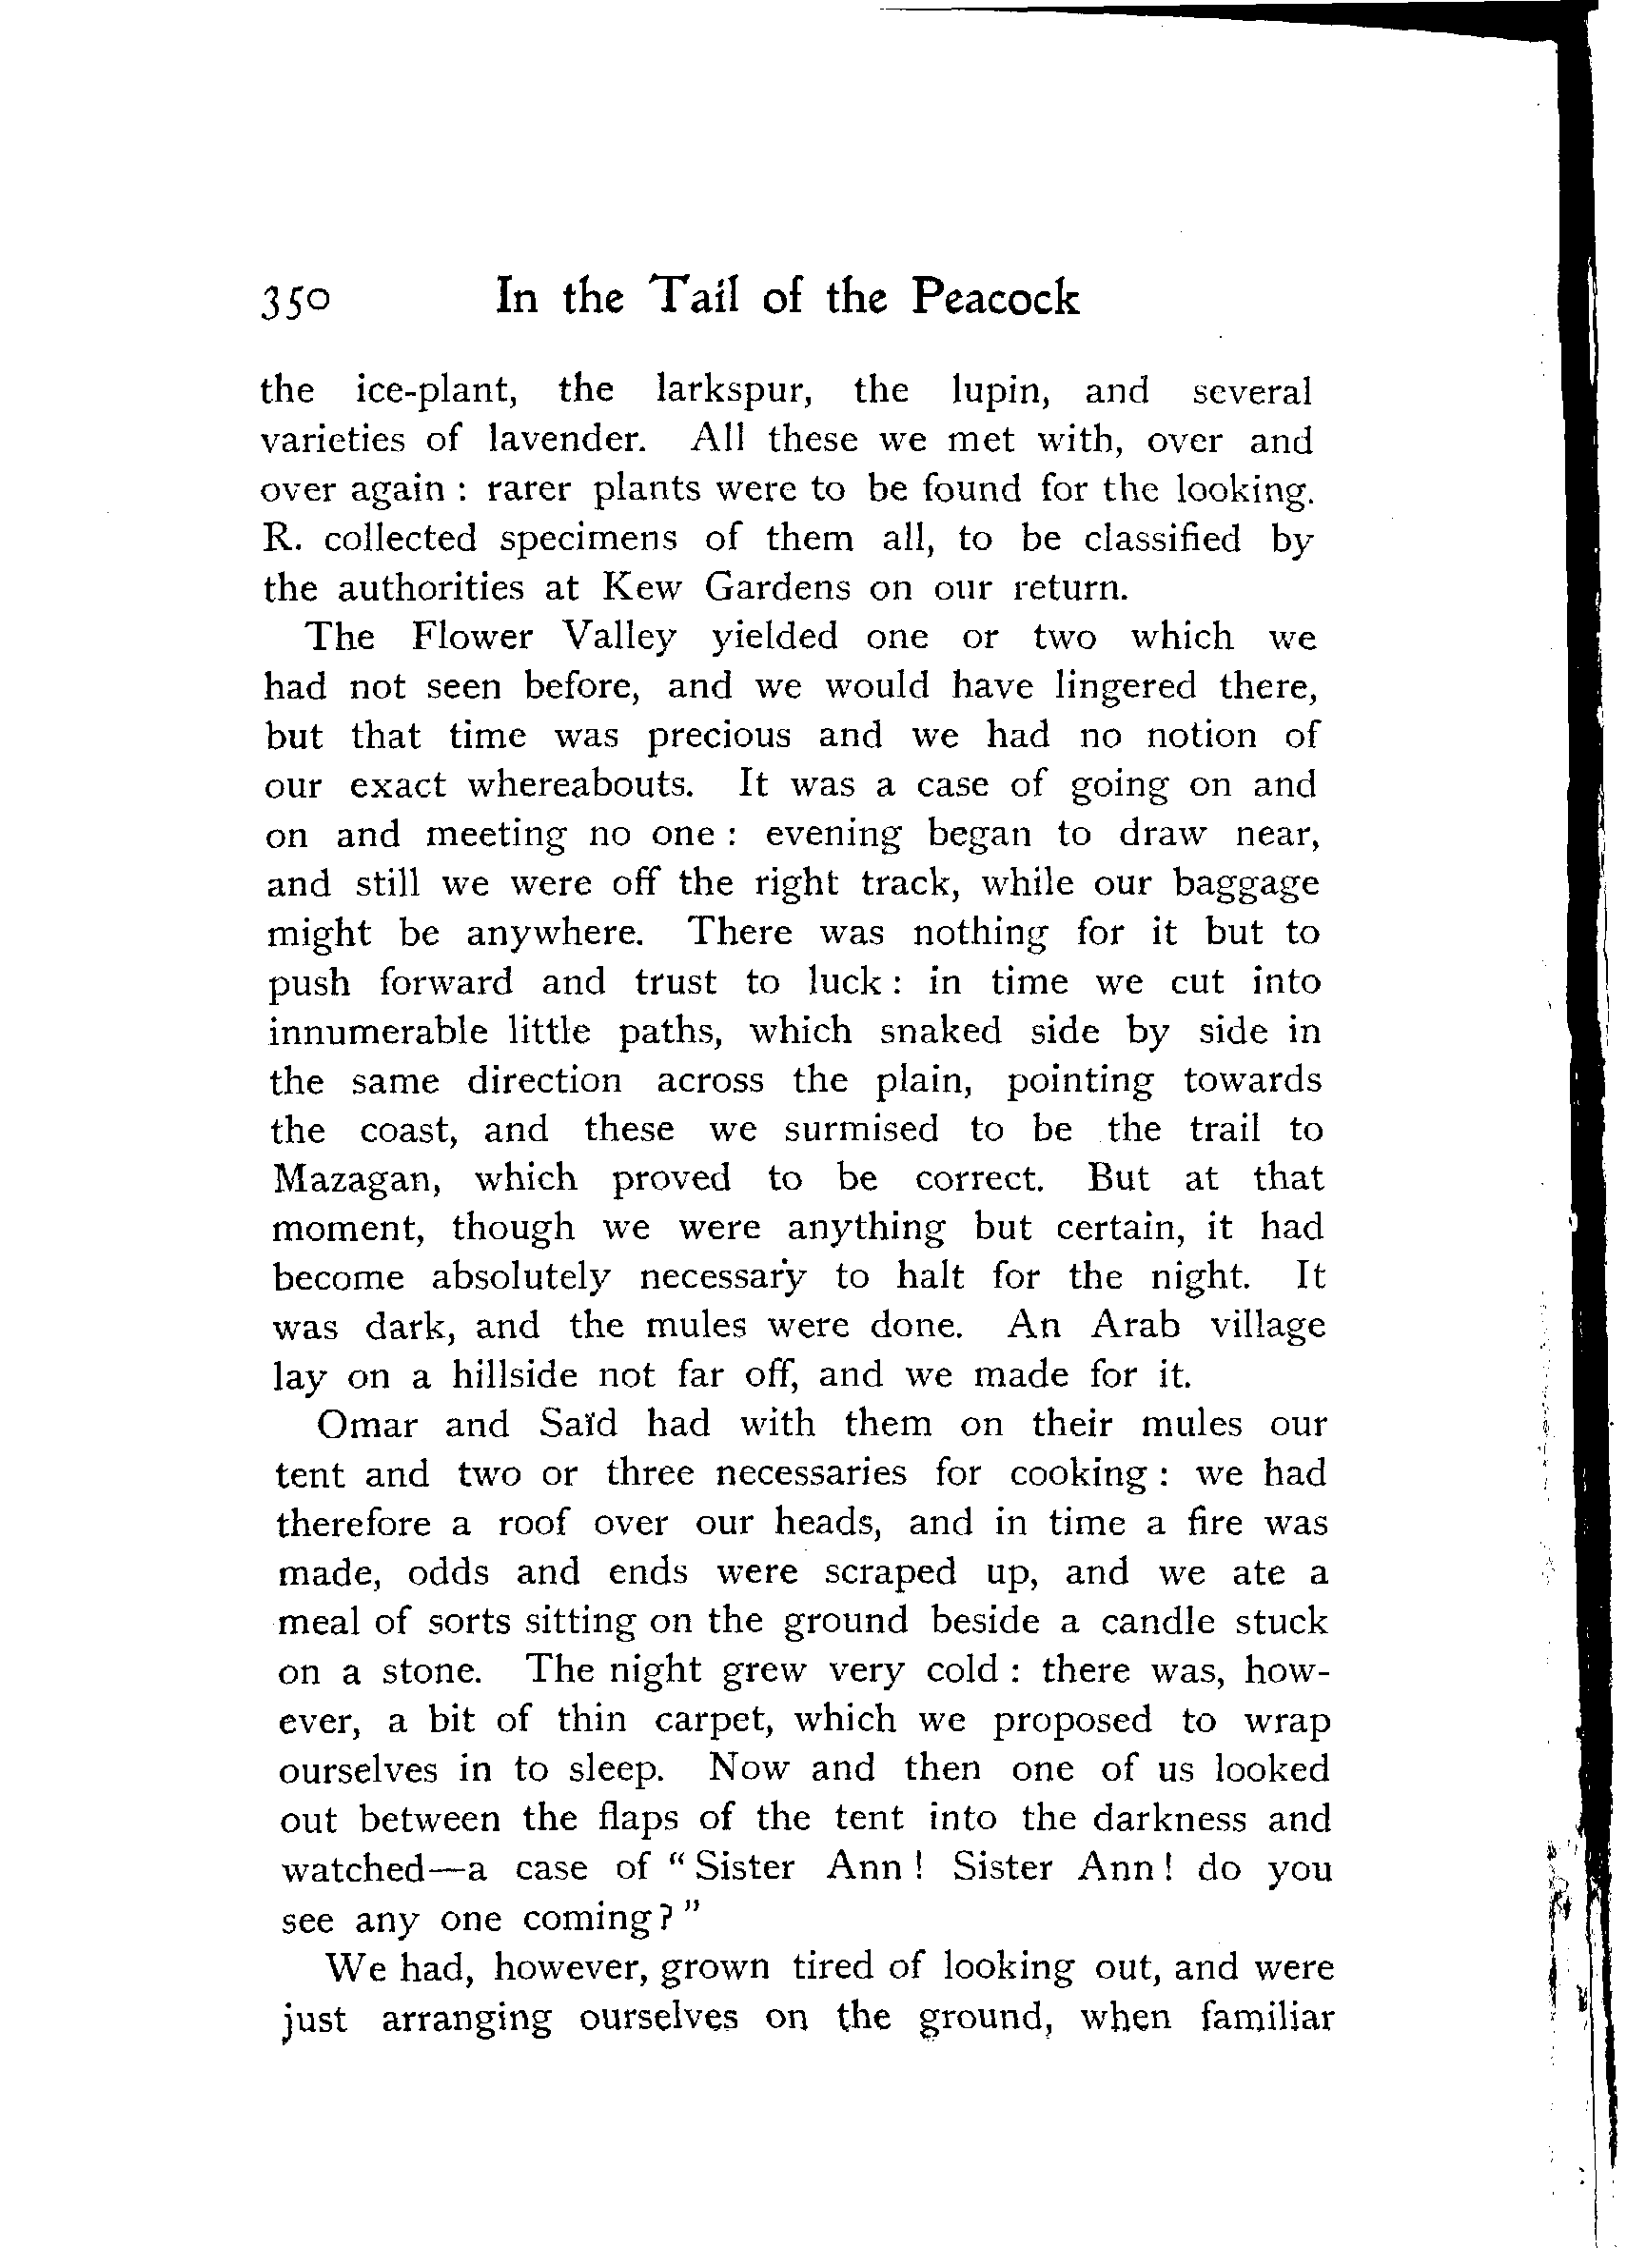 350 In the Tail of the Peacock
the ice-plant, the larkspur, the lupin, and several
varieties of lavender. All these we met with, over and
over again : rarer plants were to be found for the looking.
R. collected specimens of them all, to be classified by
the authorities at Kew Gardens on our return.
The Flower Valley yielded one or two which we
had not seen before, and we would have lingered there,
but that time was precious and we had no notion of
our exact whereabouts. It was a case of going on and
on and meeting no one : evening began to draw near,
and still we were off the right track, while our baggage
might be anywhere. There was nothing for it but to
push forward and trust to luck : in time we cut into
innumerable little paths, which snaked side by side in
the same direction across the plain, pointing towards
the coast, and these we surmised to be the trail to
Mazagan, which proved to be correct. But at that
moment, though we were anything but certain, it had
become absolutely necessary to halt for the night. It
was dark, and the mules were done. An Arab village
lay on a hillside not far off, and we made for it.
Omar and Saïd had with them on their mules our
tent and two or three necessaries for cooking : we had
therefore a roof over our heads, and in time a fire was
made, odds and ends were scraped up, and we ate a
meal of sorts sitting on the ground beside a candle stuck
on a stone. The night grew very cold : there was, how-
ever, a bit of thin carpet, which we proposed to wrap
ourselves in to sleep. Now and then one of us looked
out between the flaps of the tent into the darkness and
watched—a case of "Sister Ann ! Sister Ann ! do you
see any one coming ? "
We had, however, grown tired of looking out, and were
just arranging ourselves on the ground, when familiar